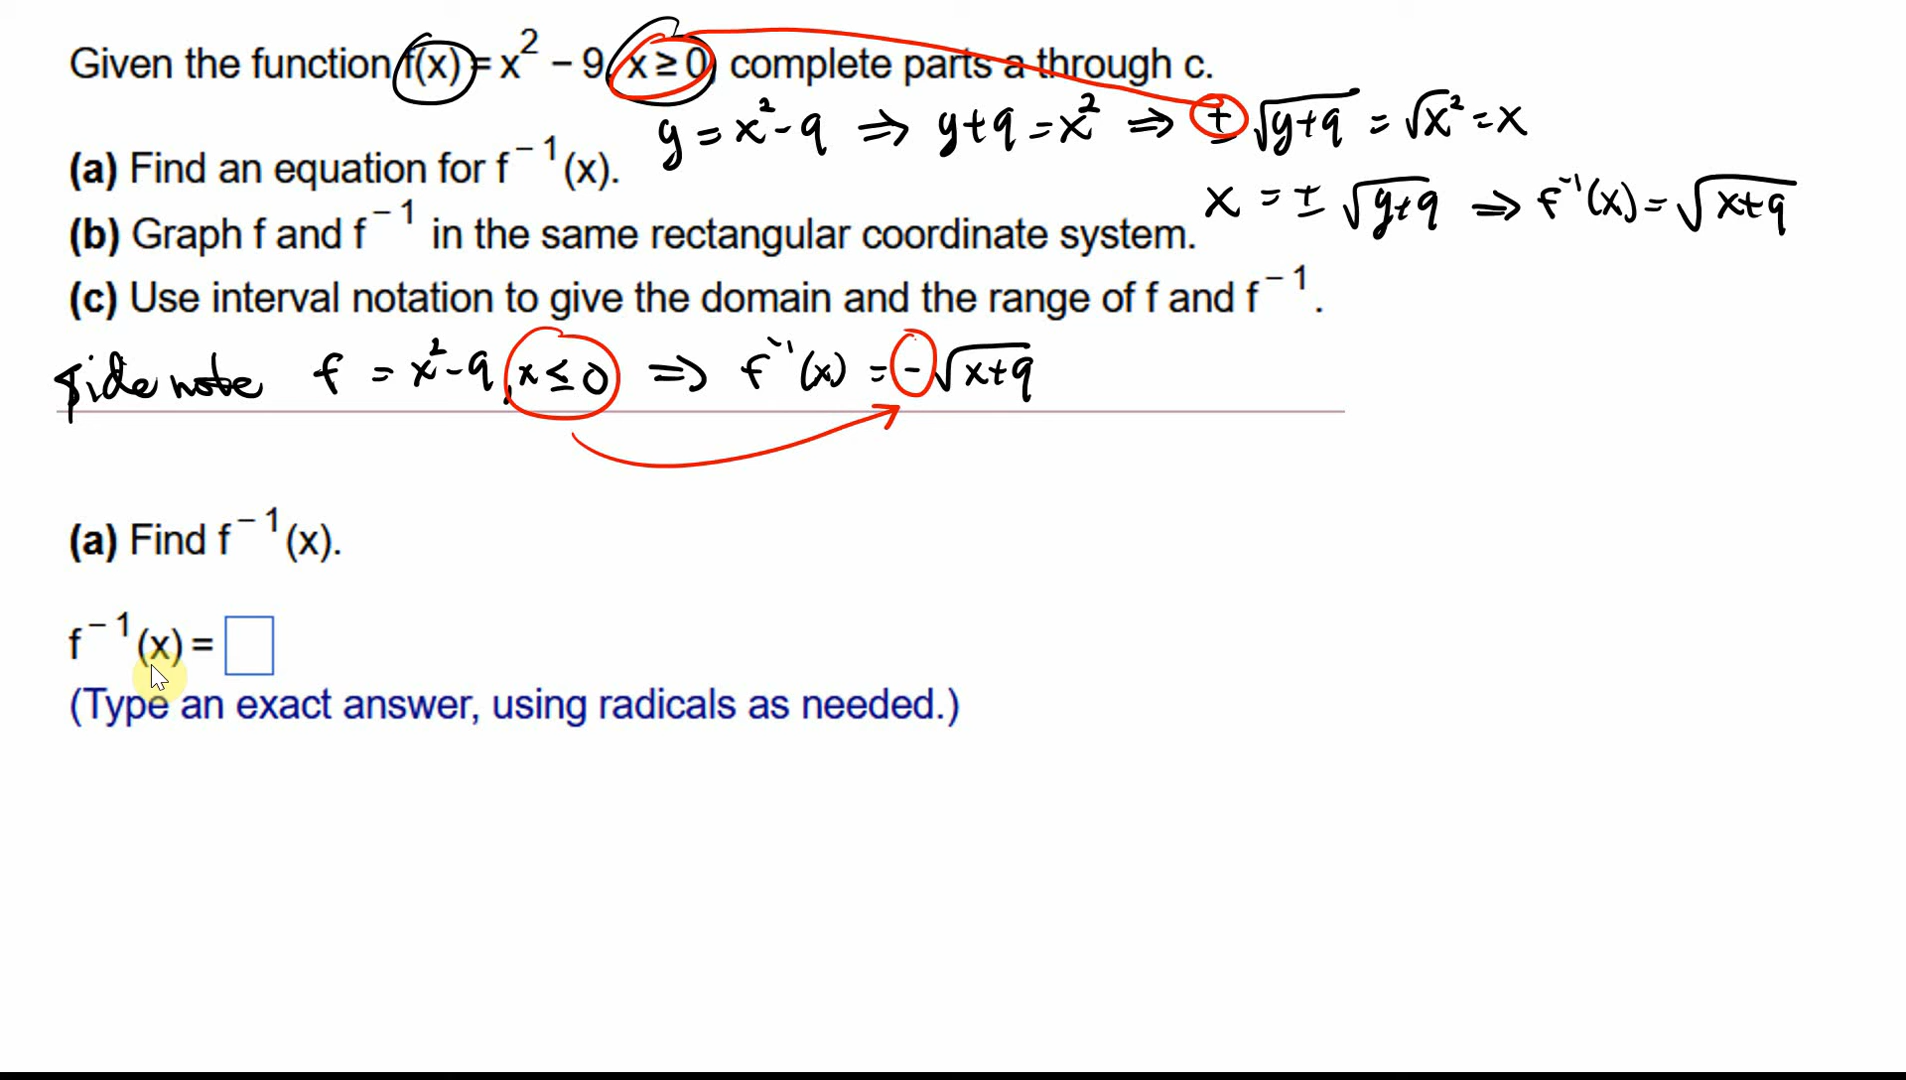 Given the function f(x) = x² − 9, x ≥ 0, complete parts a through c.
y = x² - 9 ⇒ y + 9 = x² ⇒ ± √(y+9) = √x² = x
(a) Find an equation for f⁻¹(x).
x = ± √(y+9) ⇒ f⁻¹(x) = √(x+9)
(b) Graph f and f⁻¹ in the same rectangular coordinate system.
(c) Use interval notation to give the domain and the range of f and f⁻¹.
side note f = x² - 9, x ≤ 0 ⇒ f⁻¹(x) = - √(x+9)
(a) Find f⁻¹(x).
f⁻¹(x) =
(Type an exact answer, using radicals as needed.)